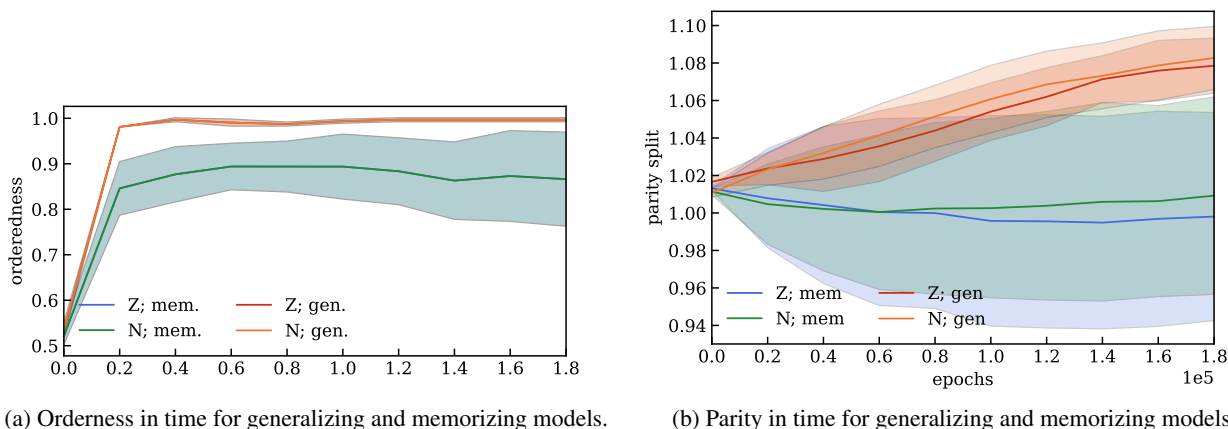 1.0
0.9
0.8
0.7
0.6
0.5
orderedness
Z; mem.
N; mem.
Z; gen.
N; gen.
0.0 0.2 0.4 0.6 0.8 1.0 1.2 1.4 1.6 1.8
(a) Orderness in time for generalizing and memorizing models.
1.10
1.08
1.06
1.04
1.02
1.00
0.98
0.96
0.94
parity split
Z; mem
N; mem
Z; gen
N; gen
0.0 0.2 0.4 0.6 0.8 1.0 1.2 1.4 1.6 1.8
epochs
1e5
(b) Parity in time for generalizing and memorizing models